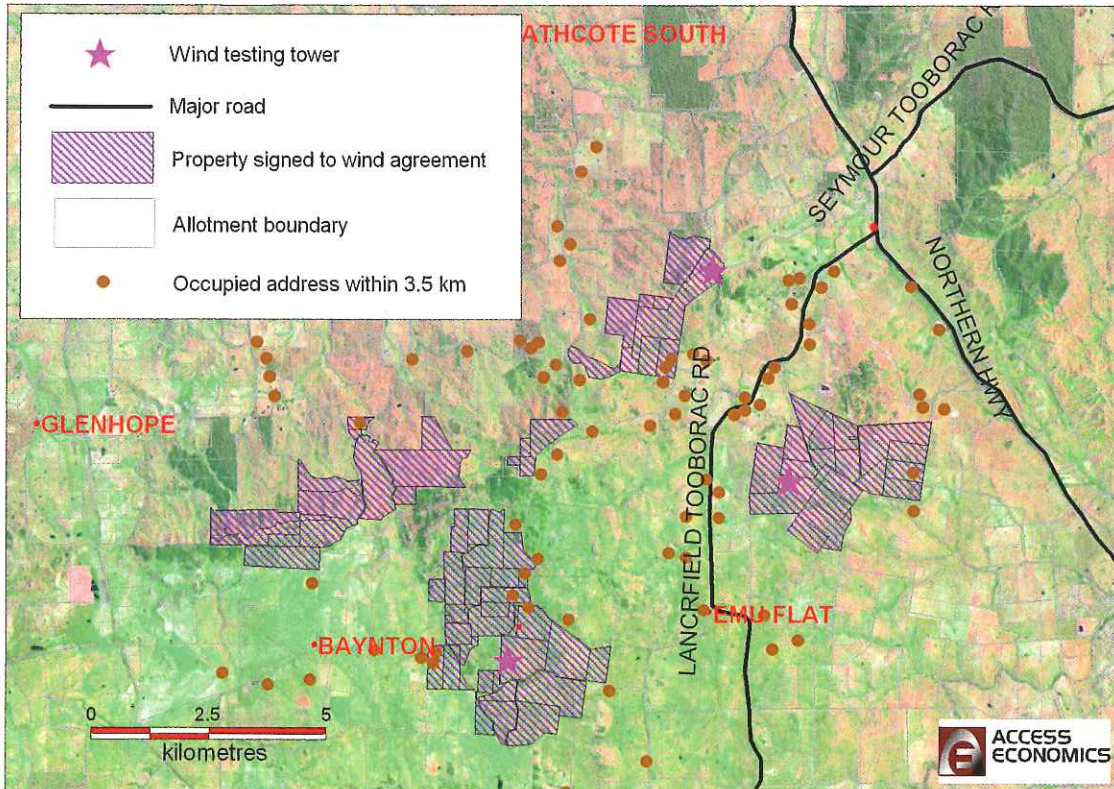 Wind testing tower
Major road
Property signed to wind agreement
Allotment boundary
Occupied address within 3.5 km
ATHCOTE SOUTH
SEYMOUR TOOBORAC R
NORTHERN HWY
LANCRFIELD TOOBORAC RD
GLENHOPE
BAYNTON
EMU FLAT
0 2.5 5
kilometres
ACCESS
ECONOMICS